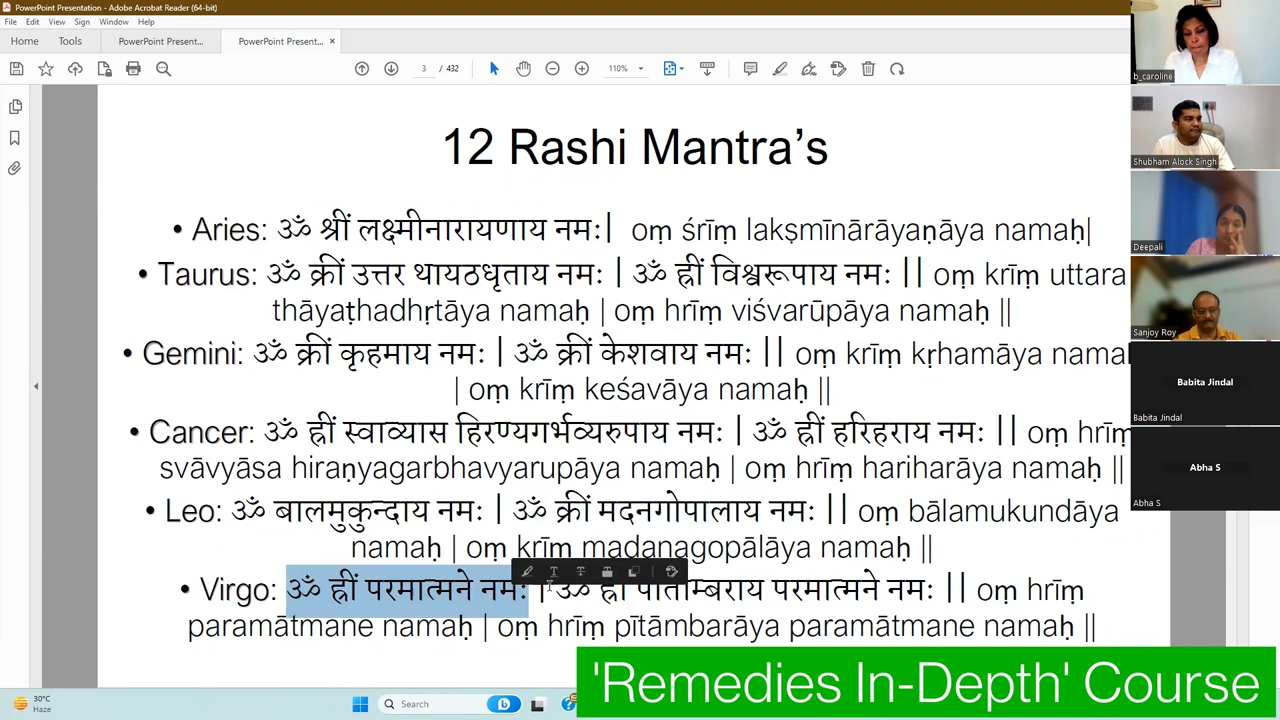 PowerPoint Presentation - Adobe Acrobat Reader (64-bit)
File Edit View Sign Window Help
Home Tools PowerPoint Present... PowerPoint Present... ×
3 / 432 110%
12 Rashi Mantra's
• Aries: ॐ श्रीं लक्ष्मीनारायणाय नमः| oṃ śrīṃ lakṣmīnārāyaṇāya namaḥ|
• Taurus: ॐ क्रीं उत्तर थायठधृताय नमः | ॐ ह्रीं विश्वरूपाय नमः || oṃ krīṃ uttara
thāyaṭhadhṛtāya namaḥ | oṃ hrīṃ viśvarūpāya namaḥ ||
• Gemini: ॐ क्रीं कृहमाय नमः | ॐ क्रीं केशवाय नमः || oṃ krīṃ kṛhamāya namaḥ
| oṃ krīṃ keśavāya namaḥ ||
• Cancer: ॐ ह्रीं स्वाव्यास हिरण्यगर्भव्यरुपाय नमः | ॐ ह्रीं हरिहराय नमः || oṃ hrīṃ
svāvyāsa hiraṇyagarbhavyarupāya namaḥ | oṃ hrīṃ hariharāya namaḥ ||
• Leo: ॐ बालमुकुन्दाय नमः | ॐ क्रीं मदनगोपालाय नमः || oṃ bālamukundāya
namaḥ | oṃ krīṃ madanagopālāya namaḥ ||
• Virgo: ॐ ह्रीं परमात्मने नमः | ॐ ह्रीं पीताम्बराय परमात्मने नमः || oṃ hrīṃ
paramātmane namaḥ | oṃ hrīṃ pītāmbarāya paramātmane namaḥ ||
b_caroline
Shubham Alock Singh
Deepali
Sanjoy Roy
Babita Jindal
Babita Jindal
Abha S
Abha S
'Remedies In-Depth' Course
30°C
Haze
Search